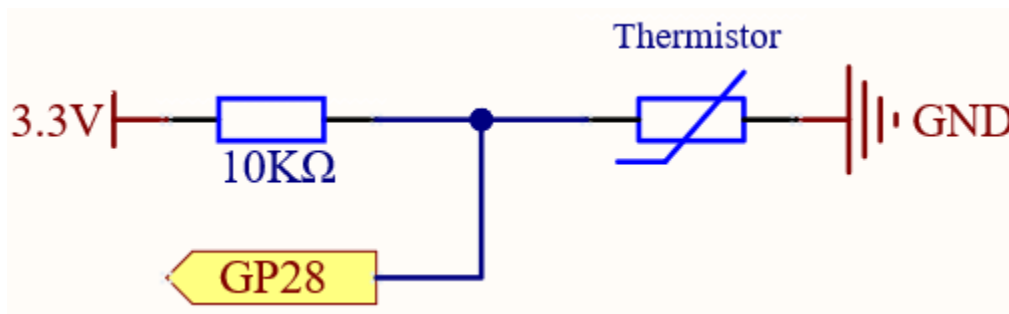 Thermistor
3.3V
GND
10KΩ
GP28